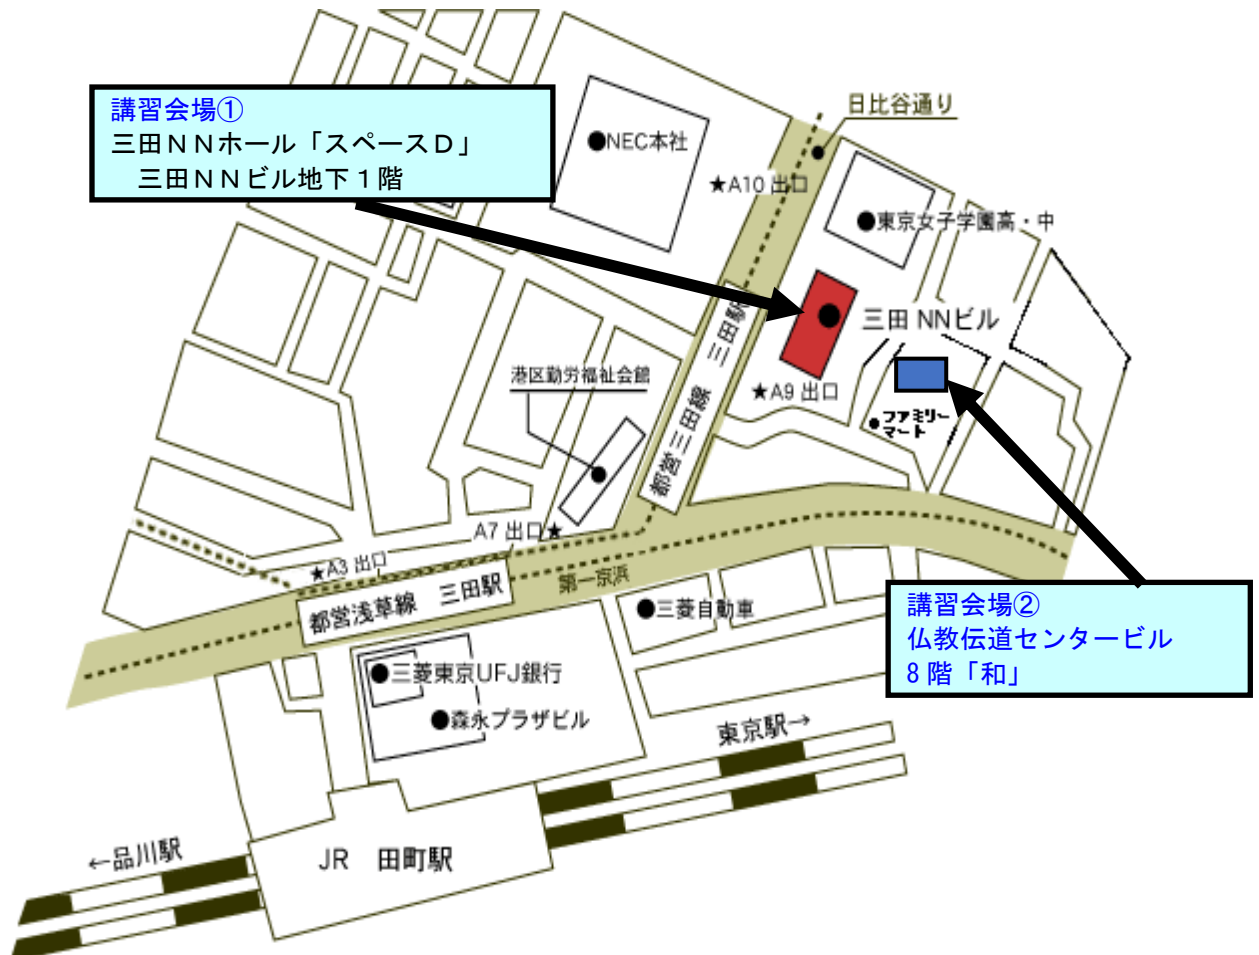 講習会場①
三田ＮＮホール「スペースＤ」
三田ＮＮビル地下１階
日比谷通り
●NEC本社
★A10 出口
●東京女子学園高・中
三田 NNビル
都営三田線　三田駅
港区勤労福祉会館
★A9 出口
●ファミリー
マート
A7 出口★
★A3 出口
第一京浜
都営浅草線　三田駅
●三菱自動車
講習会場②
仏教伝道センタービル
8 階「和」
●三菱東京UFJ銀行
●森永プラザビル
東京駅→
←品川駅
JR　田町駅